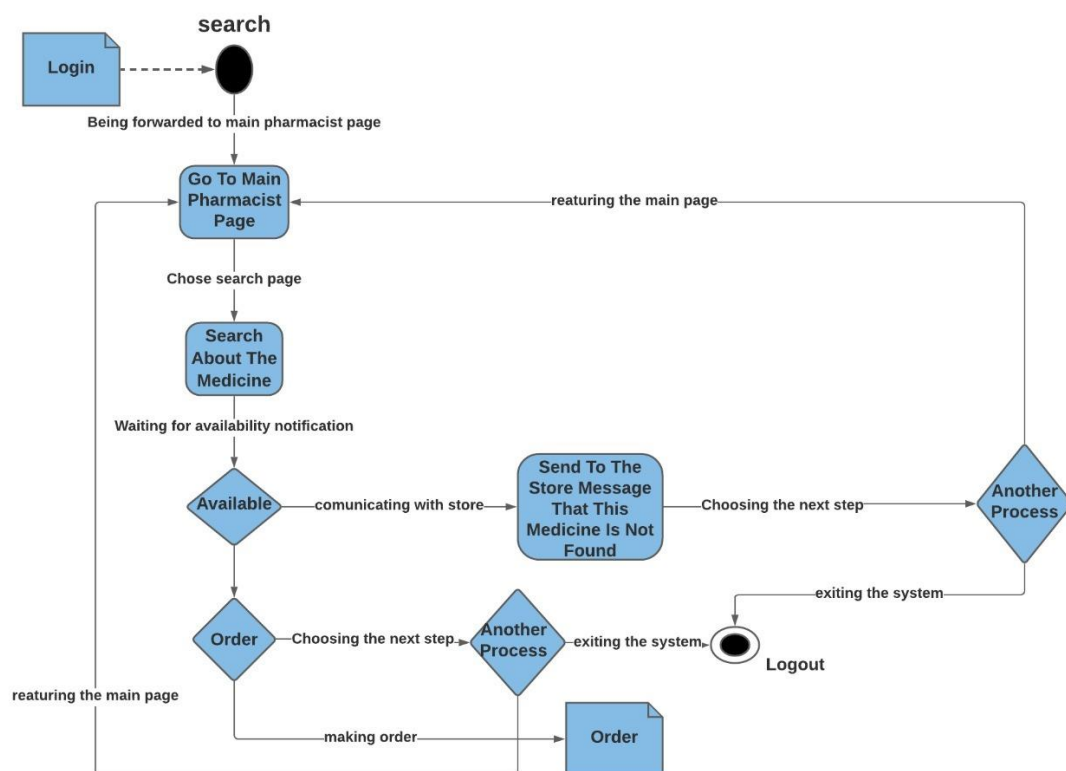 search
Login
Being forwarded to main pharmacist page
Go To Main
Pharmacist
Page
reaturing the main page
Chose search page
Search
About The
Medicine
Waiting for availability notification
Available
comunicating with store
Send To The
Store Message
That This
Medicine Is Not
Found
Choosing the next step
Another
Process
exiting the system
Order
Choosing the next step
Another
Process
exiting the system
Logout
reaturing the main page
making order
Order